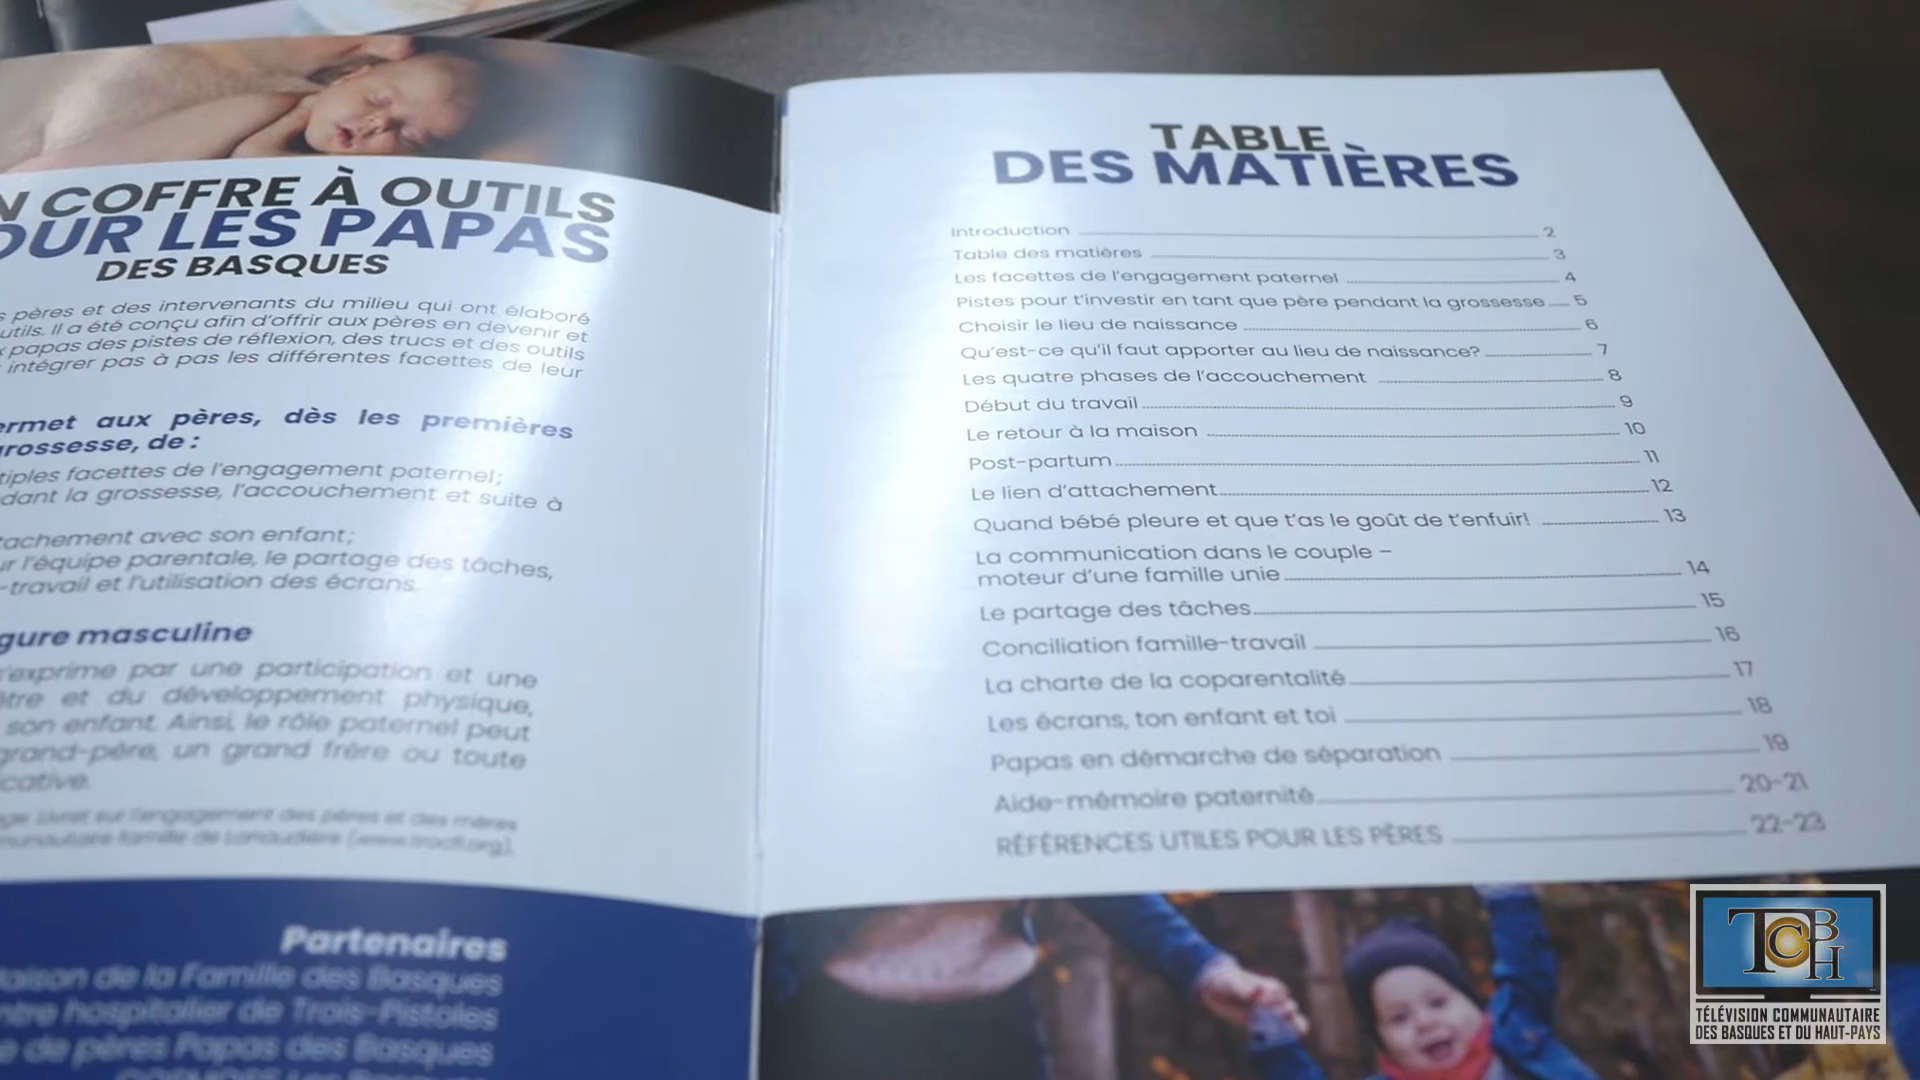 COFFRE À OUTILS
LES PAPAS
DES BASQUES
pères et des intervenants du milieu qui ont élaboré
Il a été conçu afin d'offrir aux pères en devenir et
papas des pistes de réflexion, des trucs et des outils
intégrer pas à pas les différentes facettes de leur
aux pères, dès les premières
de :
facettes de l'engagement paternel;
la grossesse, l'accouchement et suite à
avec son enfant;
l'équipe parentale, le partage des tâches,
-travail et l'utilisation des écrans.
masculine
s'exprime par une participation et une
et du développement physique,
son enfant. Ainsi, le rôle paternel peut
grand-père, un grand frère ou toute
sur l'engagement des pères et des mères
famille de Lanaudière
Partenaires
de la Famille des Basques
hospitalier de Trois-Pistoles
de pères Papas des Basques
TABLE
DES MATIÈRES
Introduction 2
Table des matières 3
Les facettes de l'engagement paternel 4
Pistes pour t'investir en tant que père pendant la grossesse 5
Choisir le lieu de naissance 6
Qu'est-ce qu'il faut apporter au lieu de naissance? 7
Les quatre phases de l'accouchement 8
Début du travail 9
Le retour à la maison 10
Post-partum 11
Le lien d'attachement 12
Quand bébé pleure et que t'as le goût de t'enfuir! 13
La communication dans le couple –
moteur d'une famille unie 14
Le partage des tâches 15
Conciliation famille-travail 16
La charte de la coparentalité 17
Les écrans, ton enfant et toi 18
Papas en démarche de séparation 19
Aide-mémoire paternité 20-21
RÉFÉRENCES UTILES POUR LES PÈRES 22-23
TCBH
TÉLÉVISION COMMUNAUTAIRE
DES BASQUES ET DU HAUT-PAYS